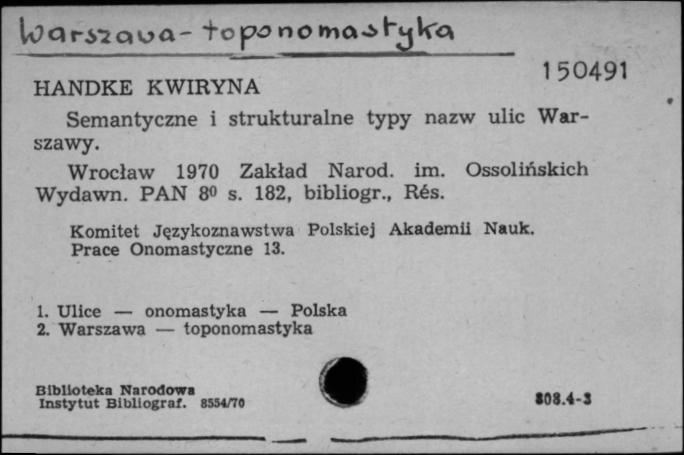 Warszawa - toponomastyka
150491
HANDKE KWIRYNA
Semantyczne i strukturalne typy nazw ulic War-
szawy.
Wrocław 1970 Zakład Narod. im. Ossolińskich
Wydawn. PAN 8⁰ s. 182, bibliogr., Rés.
Komitet Językoznawstwa Polskiej Akademii Nauk.
Prace Onomastyczne 13.
1. Ulice — onomastyka — Polska
2. Warszawa — toponomastyka
Biblioteka Narodowa
Instytut Bibliograf. 8554/70
808.4-3